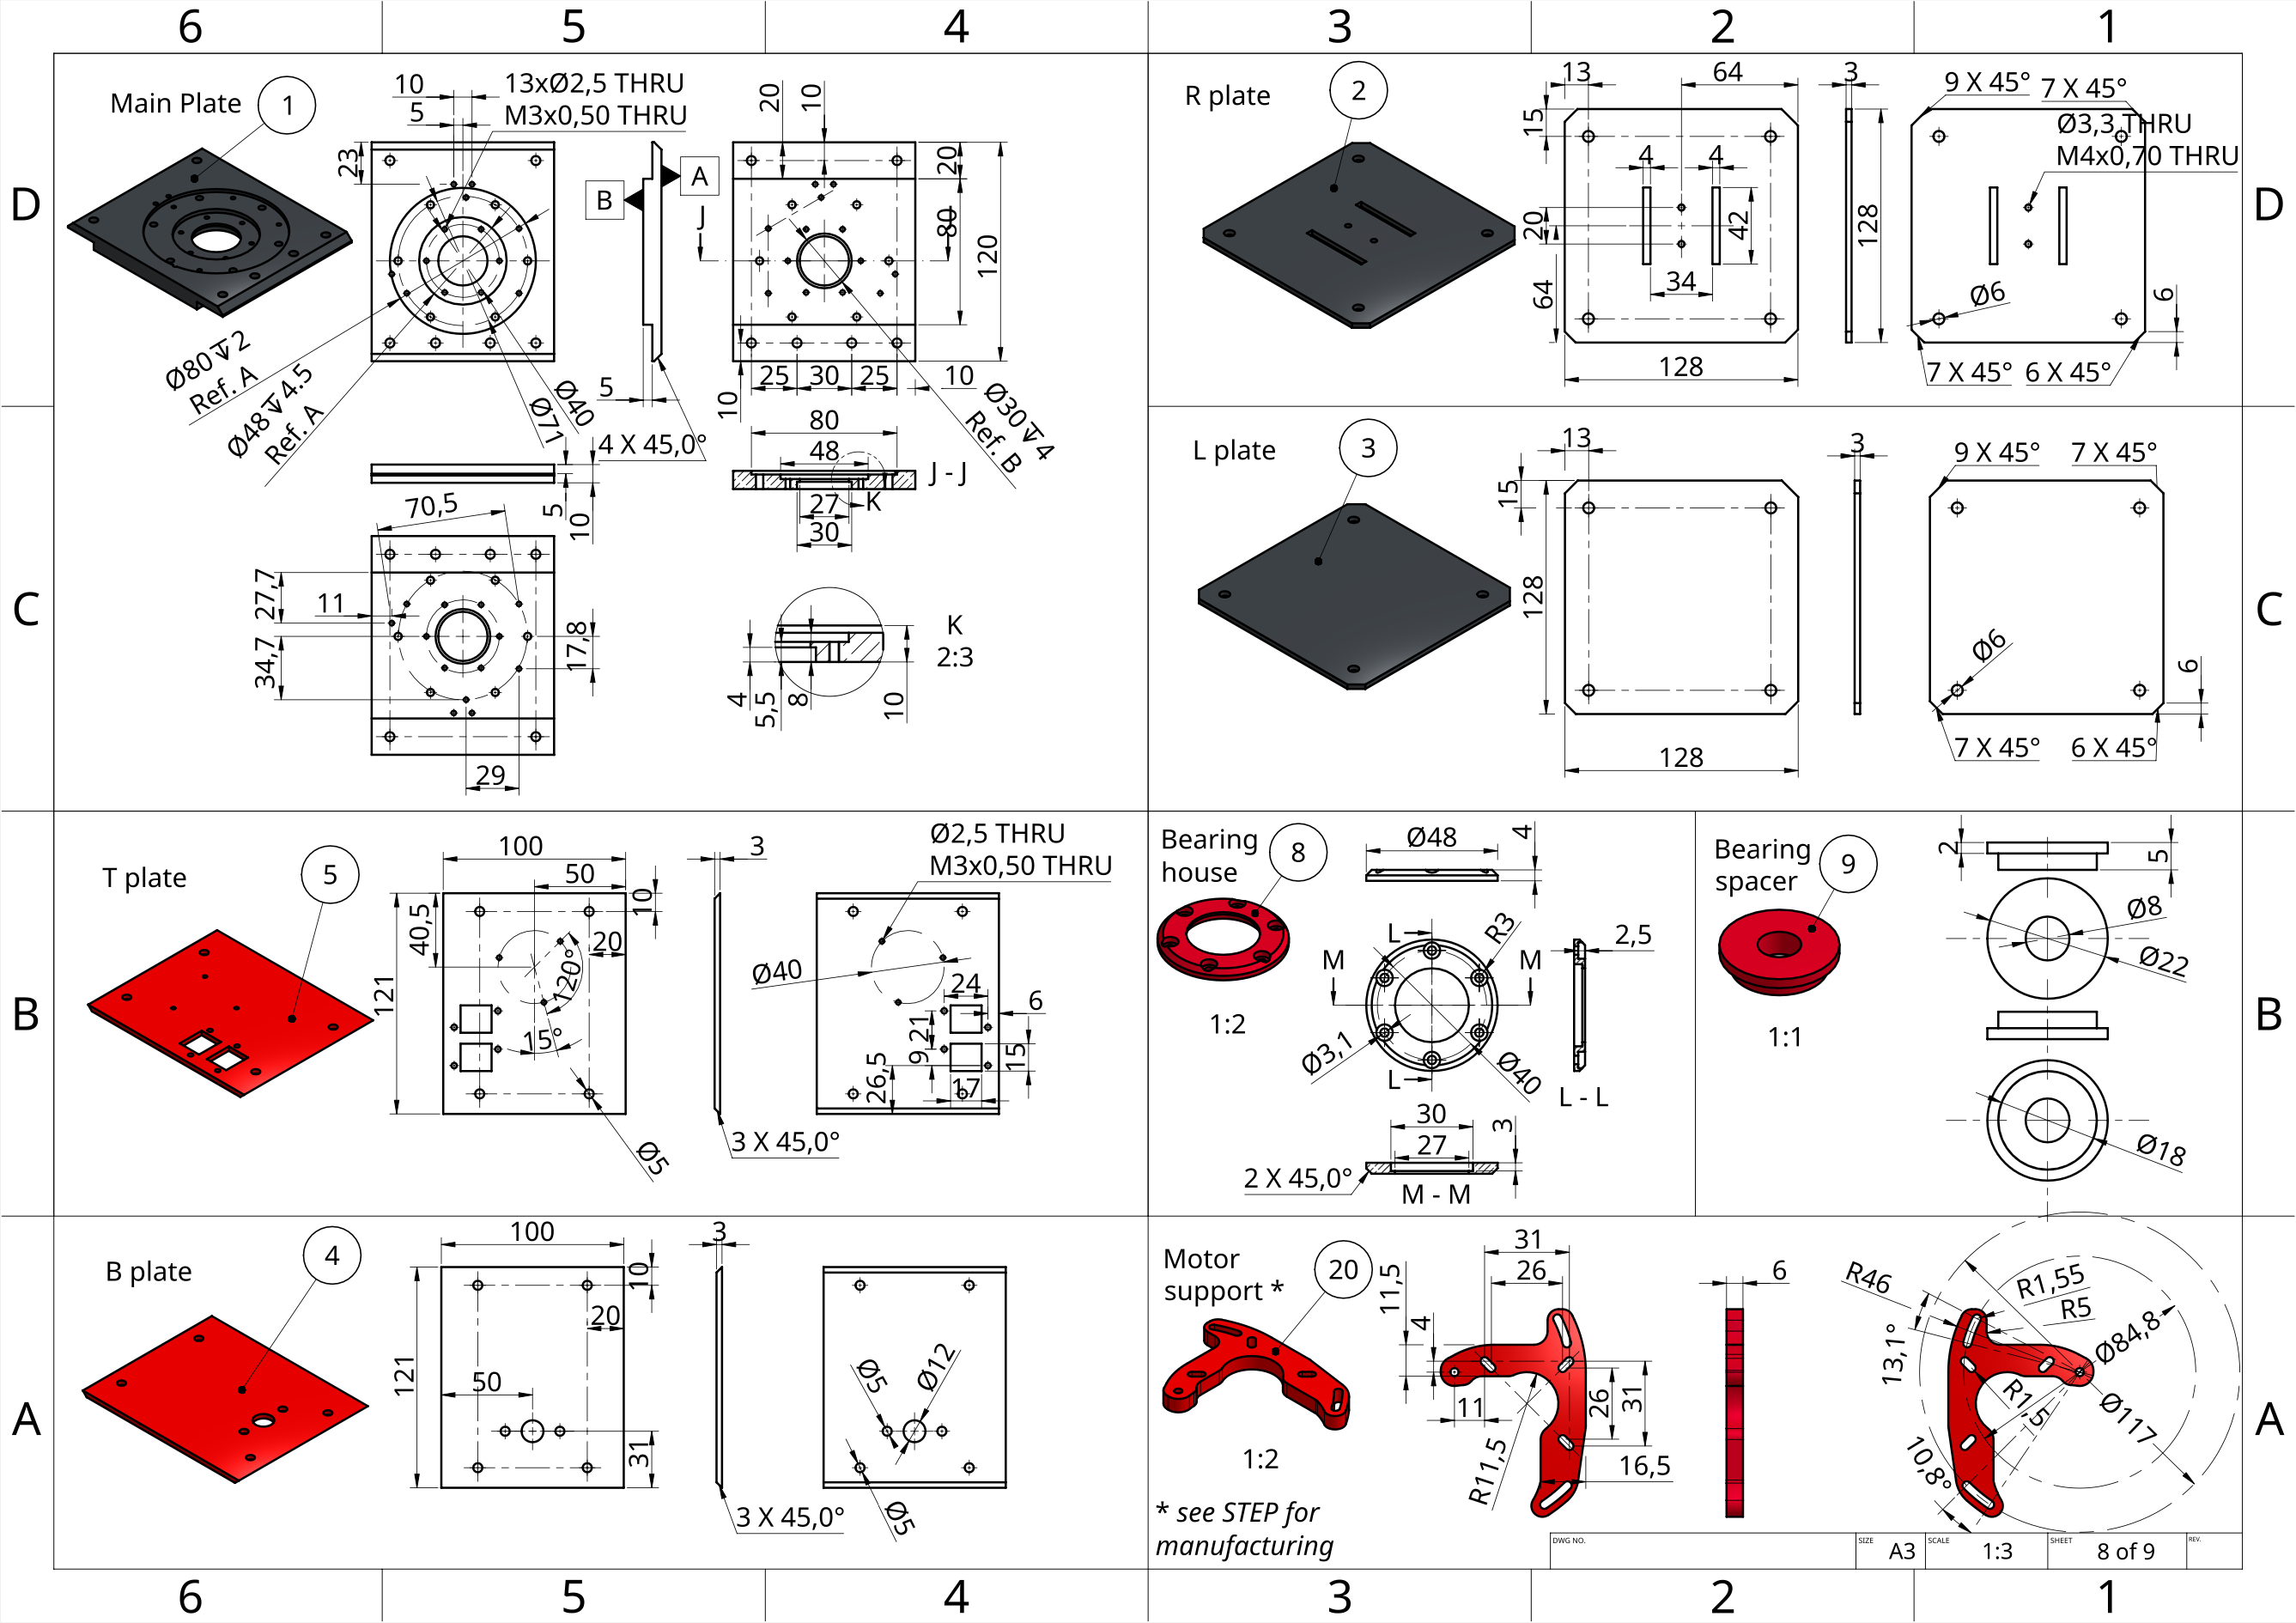 6 5 4 3 2 1
D
C
B
A
D
C
B
A
Main Plate
1
10
5
13xØ2,5 THRU
M3x0,50 THRU
23
B
A
20
10
J
20
80
120
Ø80↧2
Ref. A
Ø48↧4.5
Ref. A
Ø71
Ø40
5
4 X 45,0°
25 30 25 10
10
Ø30↧4
Ref. B
80
48
J - J
K
27
30
5
10
70,5
27,7
11
34,7
17,8
29
K
2:3
4
5,5
8
10
R plate
2
13
64
3
15
4
4
20
42
34
64
128
128
9 X 45°
7 X 45°
Ø3,3 THRU
M4x0,70 THRU
Ø6
6
7 X 45°
6 X 45°
L plate
3
13
15
3
128
128
9 X 45°
7 X 45°
Ø6
6
7 X 45°
6 X 45°
T plate
5
100
50
10
40,5
20
121
120°
15°
Ø5
3
3 X 45,0°
Ø2,5 THRU
M3x0,50 THRU
Ø40
24
6
21
9
15
26,5
17
Bearing
house
8
1:2
Ø48
4
L
R3
M
M
Ø3,1
Ø40
L
2,5
L - L
30
27
3
2 X 45,0°
M - M
Bearing
spacer
9
1:1
2
5
Ø8
Ø22
Ø18
B plate
4
100
10
20
121
50
31
3
3 X 45,0°
Ø5
Ø12
Ø5
Motor
support *
20
1:2
* see STEP for
manufacturing
31
26
11,5
4
11
26
31
R11,5
16,5
6
R46
R1,55
R5
Ø84,8
13,1°
R1,5
Ø117
10,8°
DWG NO.
SIZE
A3
SCALE
1:3
SHEET
8 of 9
REV.
6 5 4 3 2 1